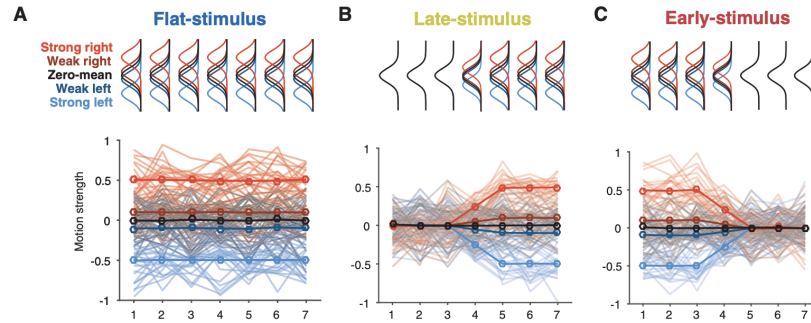 A
Flat-stimulus
B
Late-stimulus
C
Early-stimulus
Strong right
Weak right
Zero-mean
Weak left
Strong left
Motion strength
1
0.5
0
-0.5
-1
1 2 3 4 5 6 7
1
0.5
0
-0.5
-1
1 2 3 4 5 6 7
1
0.5
0
-0.5
-1
1 2 3 4 5 6 7